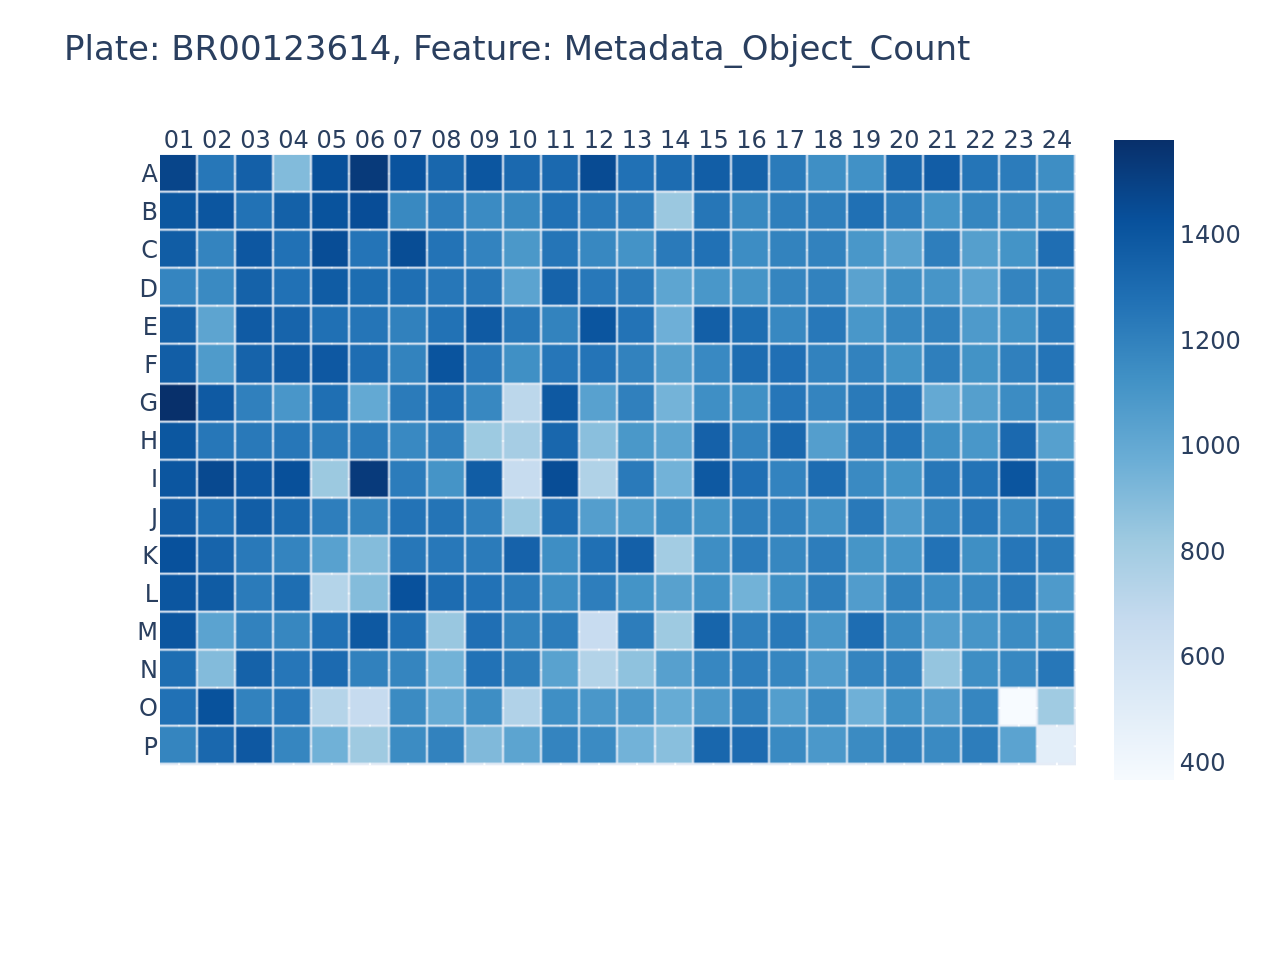 Plate: BR00123614, Feature: Metadata_Object_Count
01 02 03 04 05 06 07 08 09 10 11 12 13 14 15 16 17 18 19 20 21 22 23 24
A
B
C
D
E
F
G
H
I
J
K
L
M
N
O
P
1400
1200
1000
800
600
400